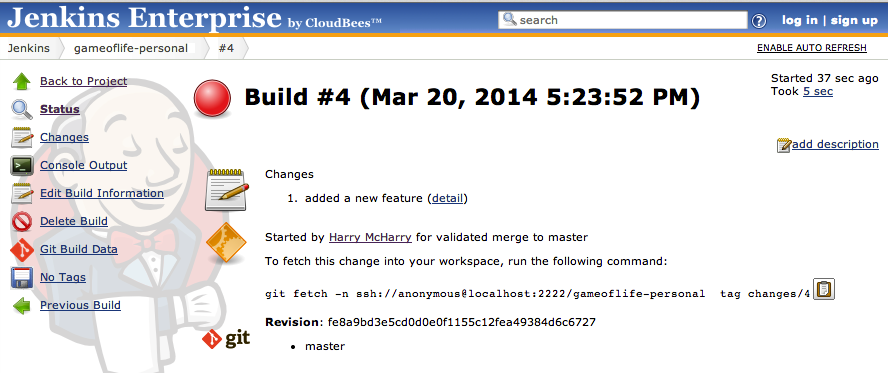 Jenkins Enterprise by CloudBees™
search
log in | sign up
Jenkins gameoflife-personal #4
ENABLE AUTO REFRESH
Back to Project
Status
Changes
Console Output
Edit Build Information
Delete Build
Git Build Data
No Tags
Previous Build
Build #4 (Mar 20, 2014 5:23:52 PM)
Started 37 sec ago
Took 5 sec
add description
Changes
1. added a new feature (detail)
Started by Harry McHarry for validated merge to master
To fetch this change into your workspace, run the following command:
git fetch -n ssh://anonymous@localhost:2222/gameoflife-personal tag changes/4
git
Revision: fe8a9bd3e5cd0d0e0f1155c12fea49384d6c6727
• master